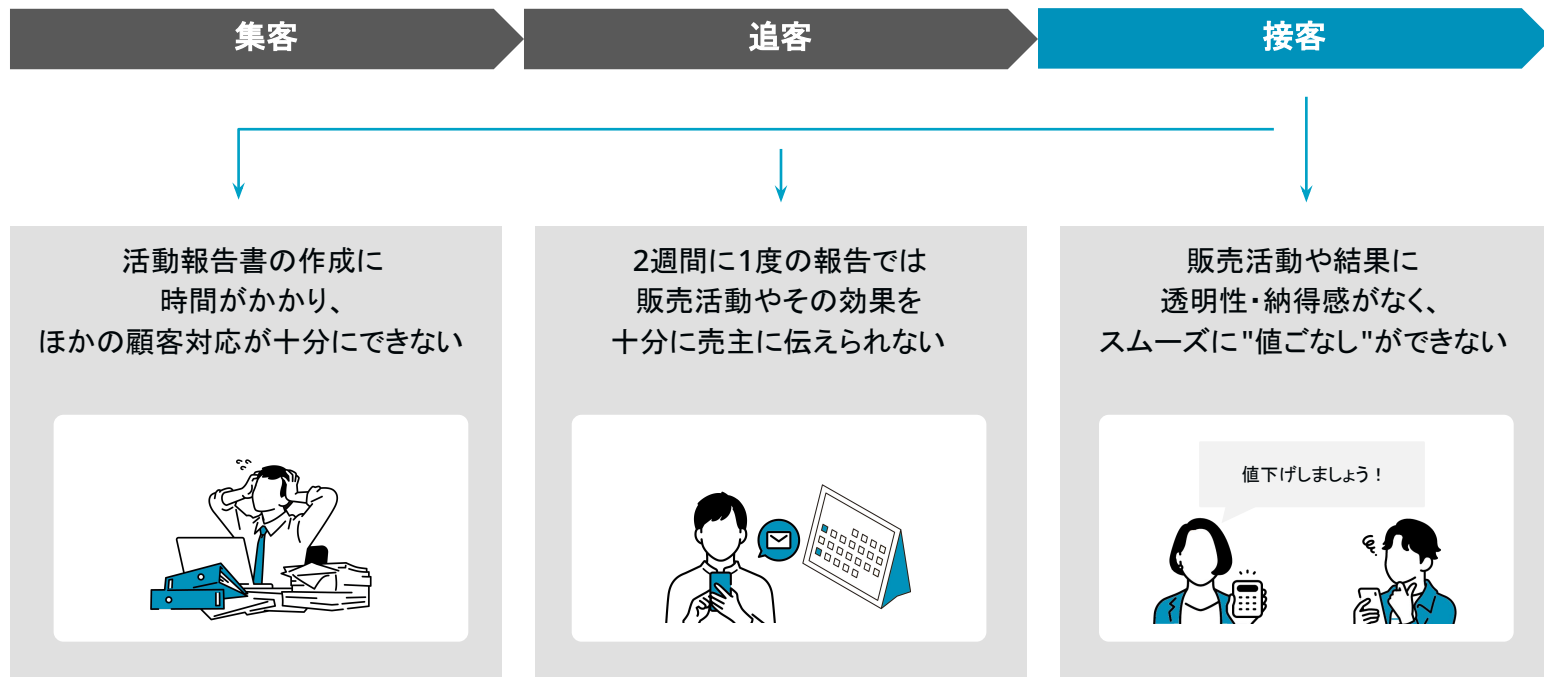 集客
追客
接客
活動報告書の作成に
時間がかかり、
ほかの顧客対応が十分にできない
2週間に1度の報告では
販売活動やその効果を
十分に売主に伝えられない
販売活動や結果に
透明性・納得感がなく、
スムーズに"値ごなし"ができない
値下げしましょう！